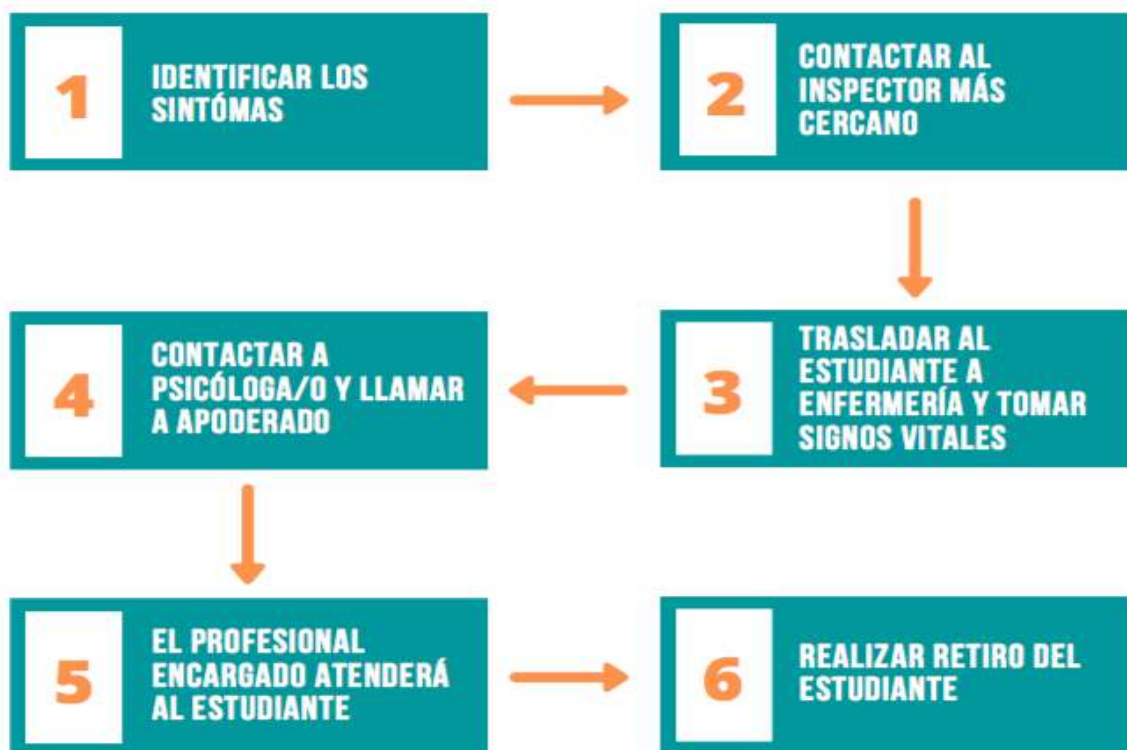 1
IDENTIFICAR LOS
SINTÓMAS
2
CONTACTAR AL
INSPECTOR MÁS
CERCANO
3
TRASLADAR AL
ESTUDIANTE A
ENFERMERÍA Y TOMAR
SIGNOS VITALES
4
CONTACTAR A
PSICÓLOGA/O Y LLAMAR
A APODERADO
5
EL PROFESIONAL
ENCARGADO ATENDERÁ
AL ESTUDIANTE
6
REALIZAR RETIRO DEL
ESTUDIANTE